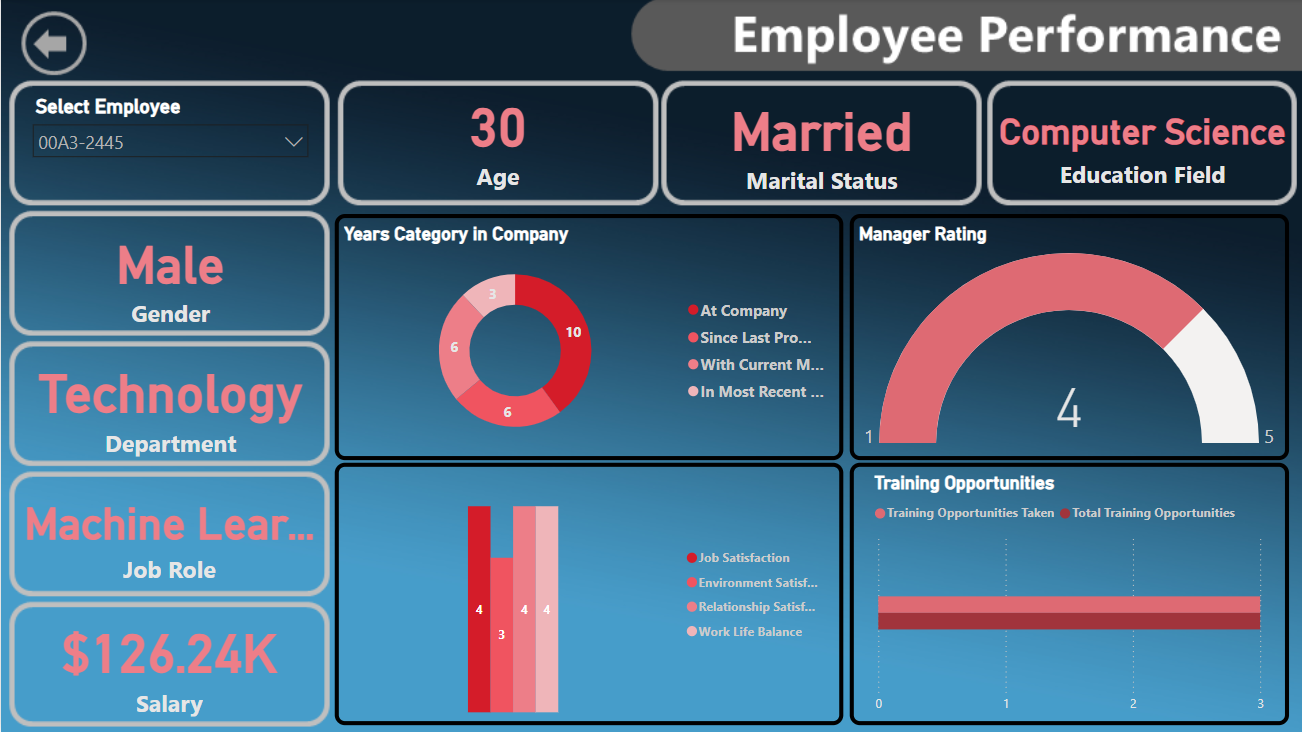 Employee Performance
Select Employee
00A3-2445
30
Age
Married
Marital Status
Computer Science
Education Field
Male
Gender
Technology
Department
Machine Lear...
Job Role
$126.24K
Salary
Years Category in Company
3
10
6
6
At Company
Since Last Pro...
With Current M...
In Most Recent ...
Manager Rating
4
1
5
4
3
4
4
Job Satisfaction
Environment Satisf...
Relationship Satisf...
Work Life Balance
Training Opportunities
Training Opportunities Taken Total Training Opportunities
0 1 2 3